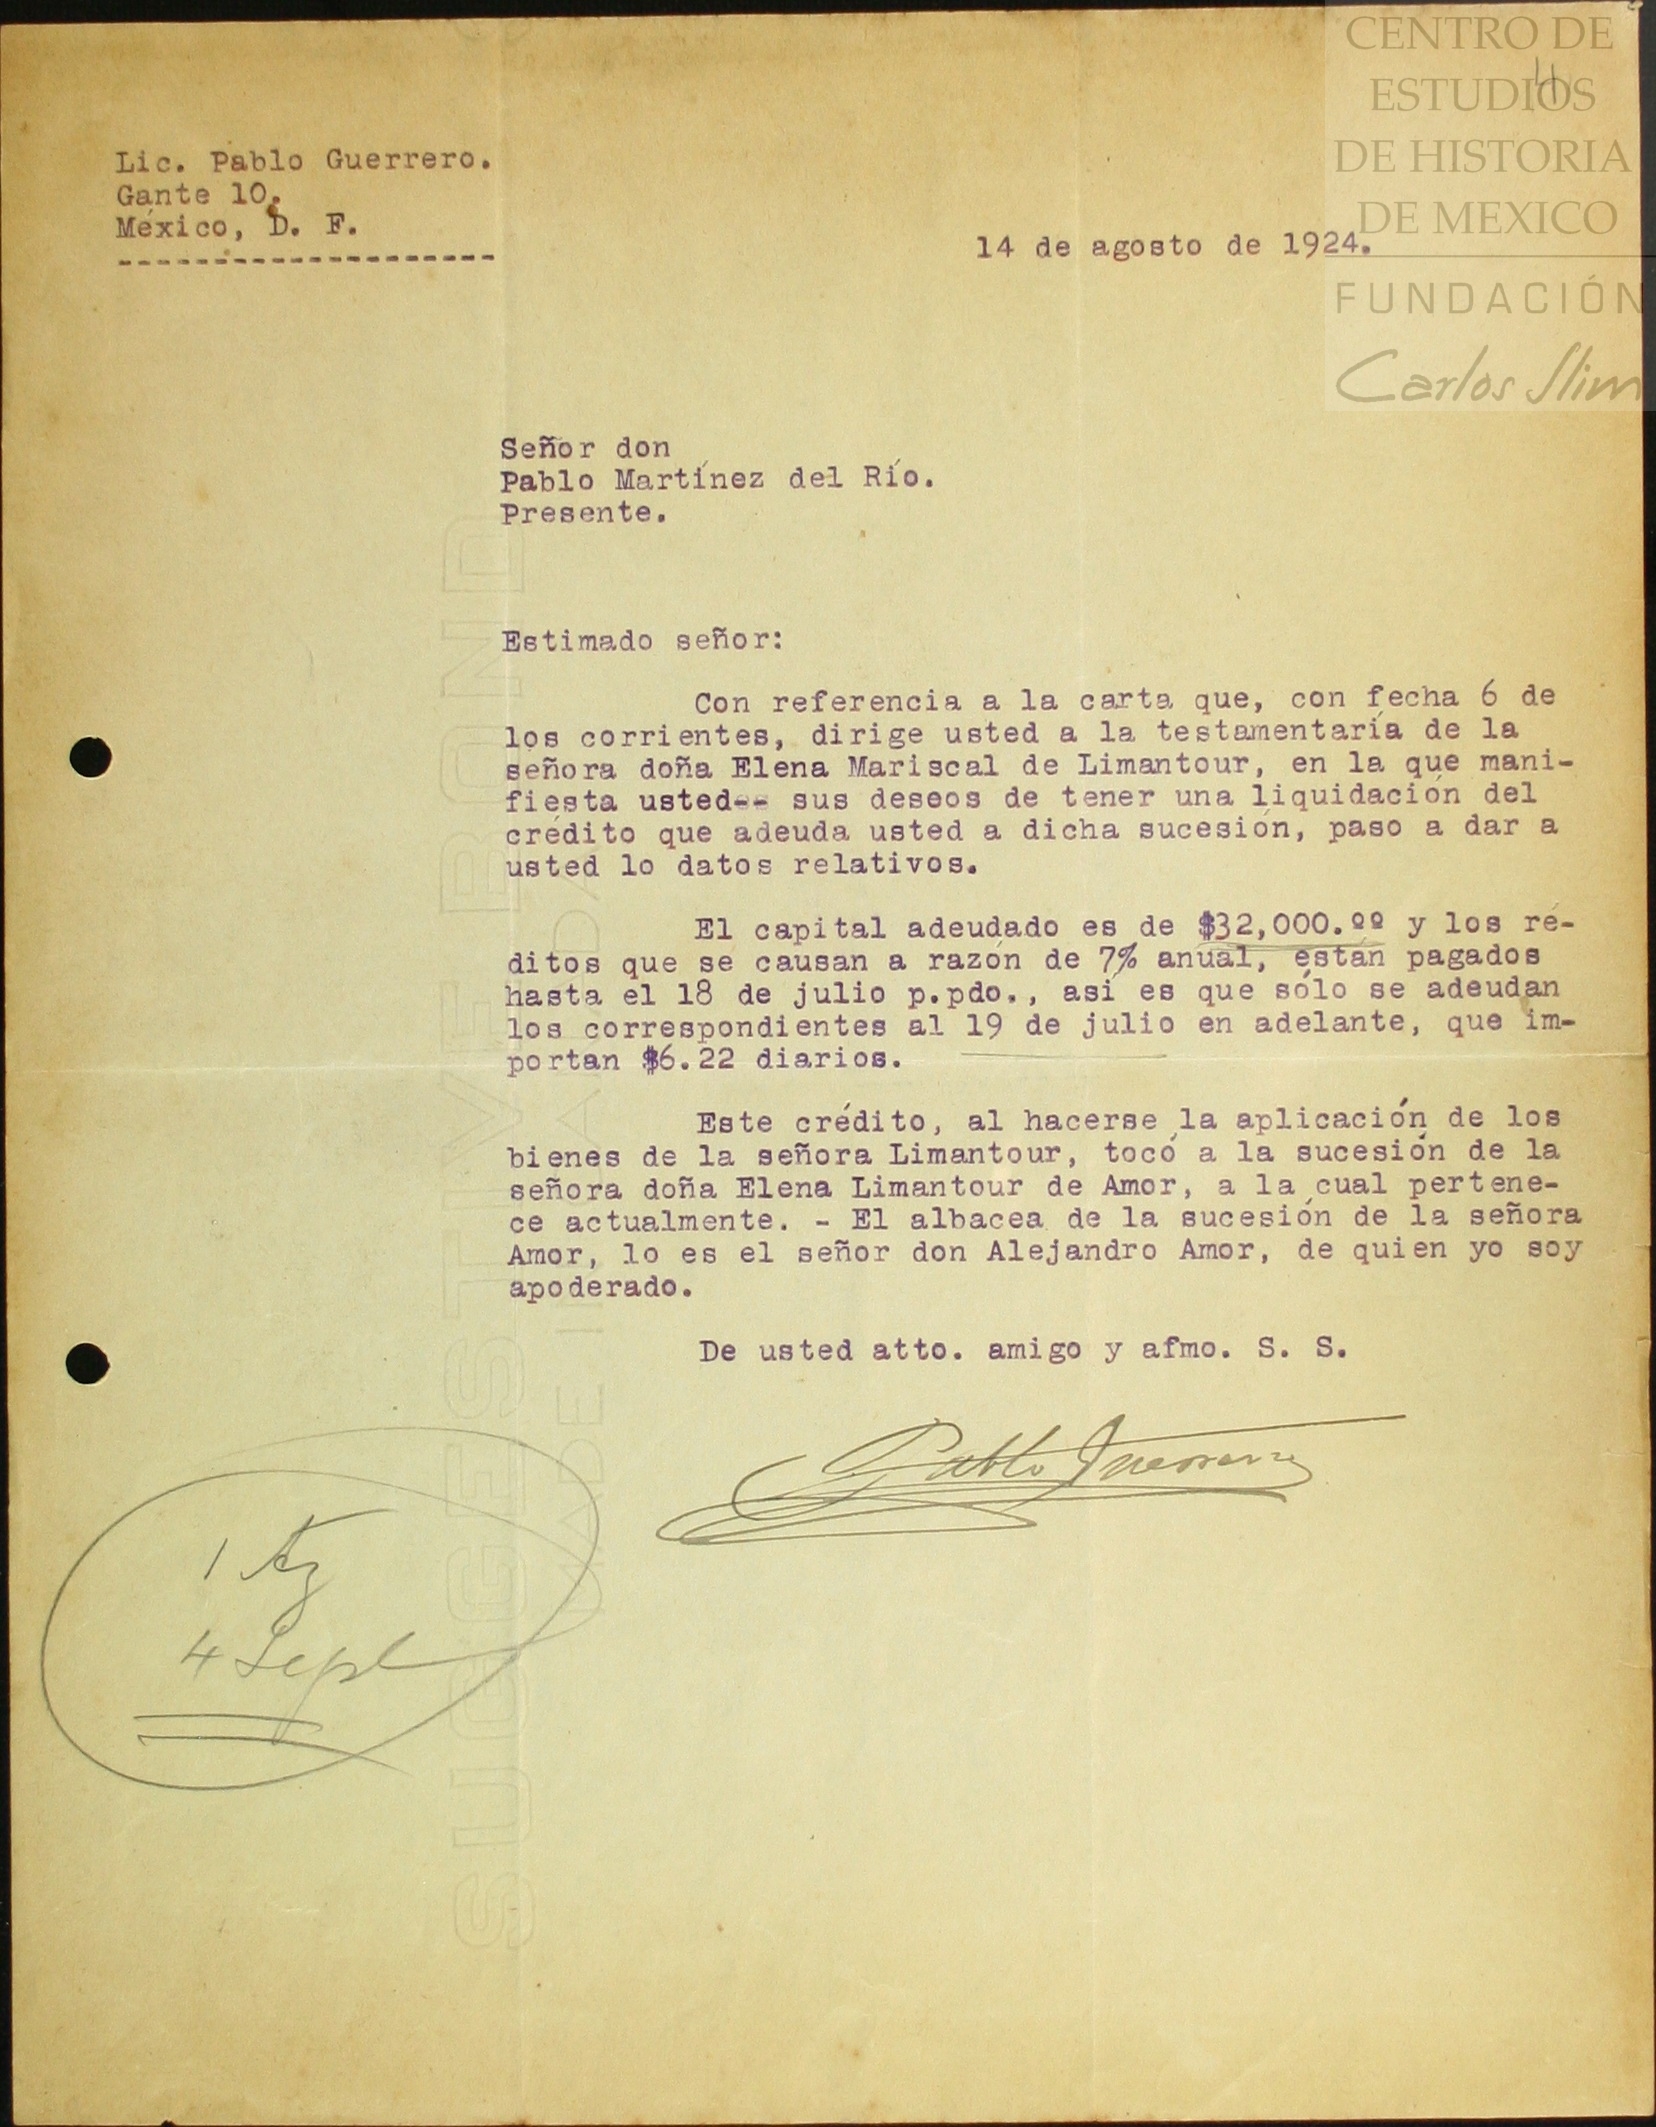 CENTRO DE
ESTUDIOS
DE HISTORIA
DE MEXICO
FUNDACIÓN
Carlos Slim
Lic. Pablo Guerrero.
Gante 10.
México, D. F.
--------------------
14 de agosto de 1924.
Señor don
Pablo Martínez del Río.
Presente.
Estimado señor:
Con referencia a la carta que, con fecha 6 de
los corrientes, dirige usted a la testamentaría de la
señora doña Elena Mariscal de Limantour, en la que mani-
fiesta usted-- sus deseos de tener una liquidación del
crédito que adeuda usted a dicha sucesión, paso a dar a
usted lo datos relativos.
El capital adeudado es de $32,000.ºº y los ré-
ditos que se causan a razón de 7% anual, están pagados
hasta el 18 de julio p.pdo., así es que sólo se adeudan
los correspondientes al 19 de julio en adelante, que im-
portan $6.22 diarios.
Este crédito, al hacerse la aplicación de los
bienes de la señora Limantour, tocó a la sucesión de la
señora doña Elena Limantour de Amor, a la cual pertene-
ce actualmente. - El albacea de la sucesión de la señora
Amor, lo es el señor don Alejandro Amor, de quien yo soy
apoderado.
De usted atto. amigo y afmo. S. S.
Pablo Guerrero
4 Sept
SUGGESTIVE BOND
MADE I